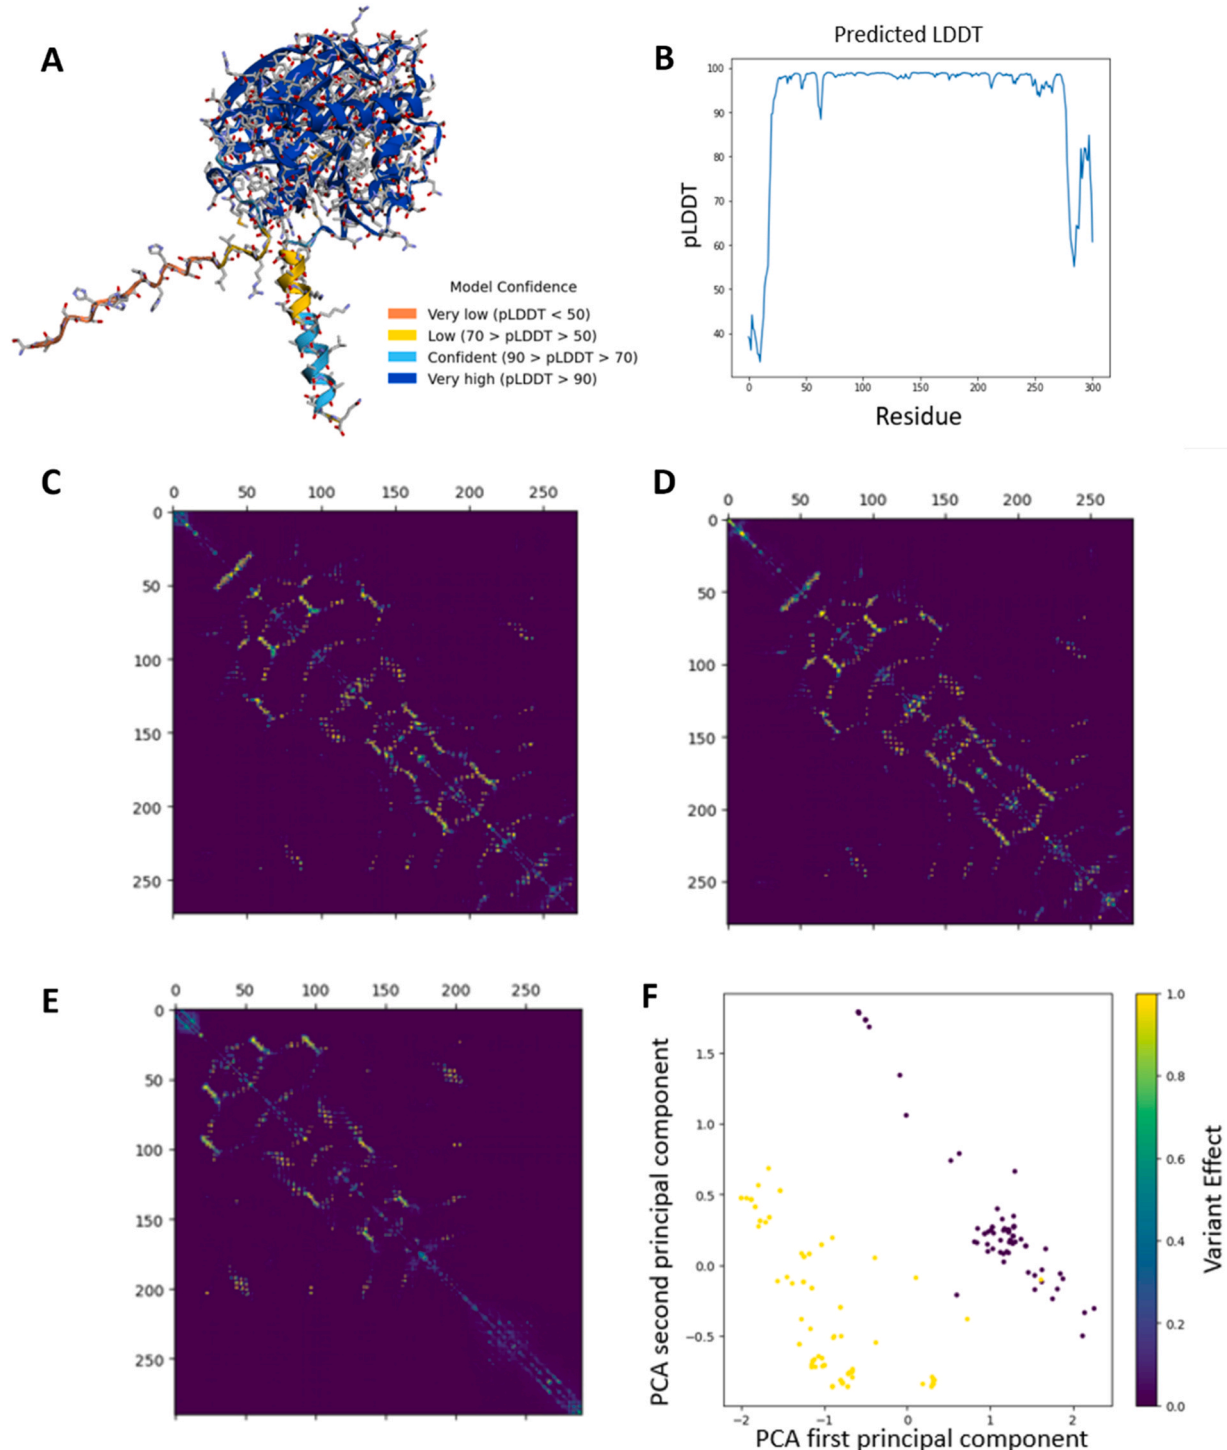 A
Model Confidence
Very low (pLDDT < 50)
Low (70 > pLDDT > 50)
Confident (90 > pLDDT > 70)
Very high (pLDDT > 90)
B
Predicted LDDT
pLDDT
100
90
80
70
60
50
40
0 50 100 150 200 250 300
Residue
C
0 50 100 150 200 250
0
50
100
150
200
250
D
0 50 100 150 200 250
0
50
100
150
200
250
E
0 50 100 150 200 250
0
50
100
150
200
250
F
PCA second principal component
1.5
1.0
0.5
0.0
−0.5
−2 −1 0 1 2
PCA first principal component
1.0
0.8
0.6
0.4
0.2
0.0
Variant Effect